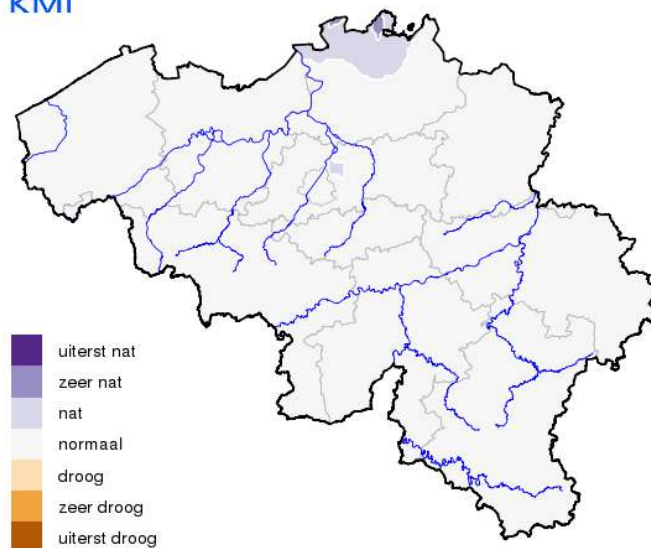 KMI
uiterst nat
zeer nat
nat
normaal
droog
zeer droog
uiterst droog